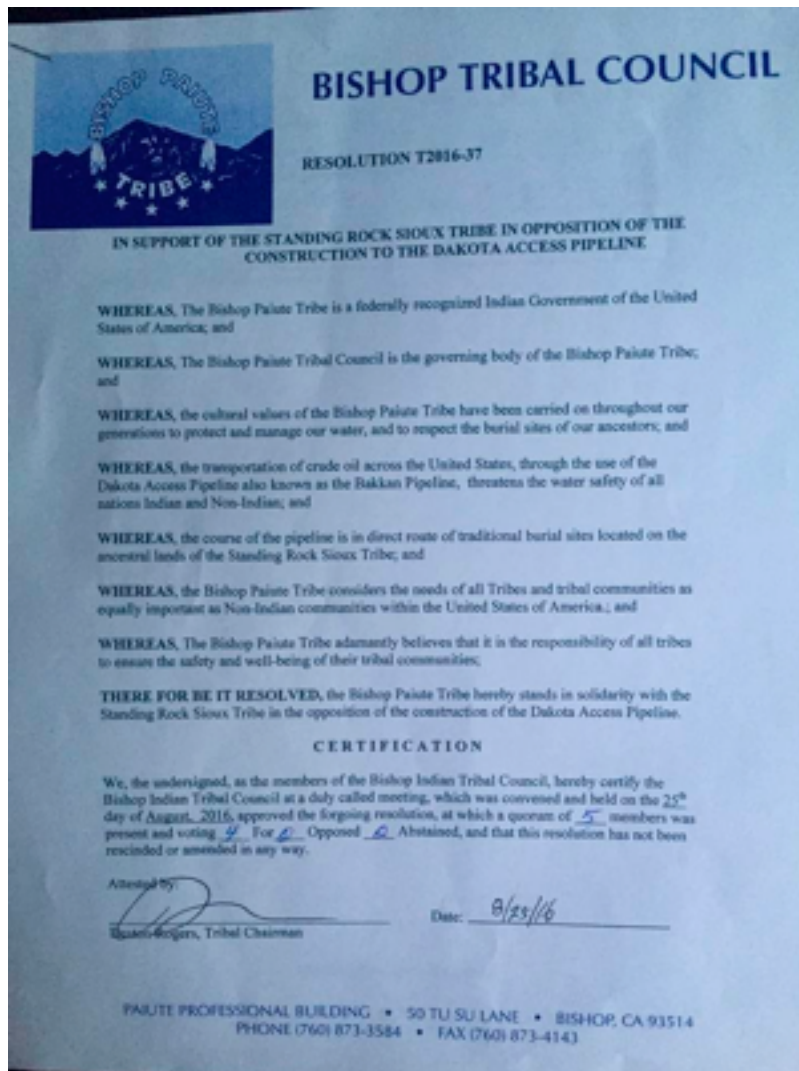 BISHOP PAIUTE
TRIBE
BISHOP TRIBAL COUNCIL
RESOLUTION T2016-37
IN SUPPORT OF THE STANDING ROCK SIOUX TRIBE IN OPPOSITION OF THE
CONSTRUCTION TO THE DAKOTA ACCESS PIPELINE
WHEREAS, The Bishop Paiute Tribe is a federally recognized Indian Government of the United
States of America; and
WHEREAS, The Bishop Paiute Tribal Council is the governing body of the Bishop Paiute Tribe;
and
WHEREAS, the cultural values of the Bishop Paiute Tribe have been carried on throughout our
generations to protect and manage our water, and to respect the burial sites of our ancestors; and
WHEREAS, the transportation of crude oil across the United States, through the use of the
Dakota Access Pipeline also known as the Bakkan Pipeline, threatens the water safety of all
nations Indian and Non-Indian; and
WHEREAS, the course of the pipeline is in direct route of traditional burial sites located on the
ancestral lands of the Standing Rock Sioux Tribe; and
WHEREAS, the Bishop Paiute Tribe considers the needs of all Tribes and tribal communities as
equally important as Non-Indian communities within the United States of America.; and
WHEREAS, The Bishop Paiute Tribe adamantly believes that it is the responsibility of all tribes
to ensure the safety and well-being of their tribal communities;
THERE FOR BE IT RESOLVED, the Bishop Paiute Tribe hereby stands in solidarity with the
Standing Rock Sioux Tribe in the opposition of the construction of the Dakota Access Pipeline.
CERTIFICATION
We, the undersigned, as the members of the Bishop Indian Tribal Council, hereby certify the
Bishop Indian Tribal Council at a duly called meeting, which was convened and held on the 25th
day of August, 2016, approved the forgoing resolution, at which a quorum of 5 members was
present and voting 4 For 0 Opposed 0 Abstained, and that this resolution has not been
rescinded or amended in any way.
Attested by:
Date: 8/25/16
Rogers, Tribal Chairman
PAIUTE PROFESSIONAL BUILDING • 50 TU SU LANE • BISHOP, CA 93514
PHONE (760) 873-3584 • FAX (760) 873-4143